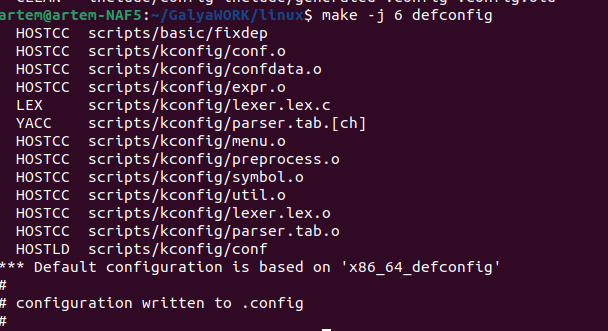 CLEAN include/config include/generated .config .config.old
artem@artem-NAF5:~/GalyaWORK/linux$ make -j 6 defconfig
HOSTCC scripts/basic/fixdep
HOSTCC scripts/kconfig/conf.o
HOSTCC scripts/kconfig/confdata.o
HOSTCC scripts/kconfig/expr.o
LEX scripts/kconfig/lexer.lex.c
YACC scripts/kconfig/parser.tab.[ch]
HOSTCC scripts/kconfig/menu.o
HOSTCC scripts/kconfig/preprocess.o
HOSTCC scripts/kconfig/symbol.o
HOSTCC scripts/kconfig/util.o
HOSTCC scripts/kconfig/lexer.lex.o
HOSTCC scripts/kconfig/parser.tab.o
HOSTLD scripts/kconfig/conf
*** Default configuration is based on 'x86_64_defconfig'
#
# configuration written to .config
#